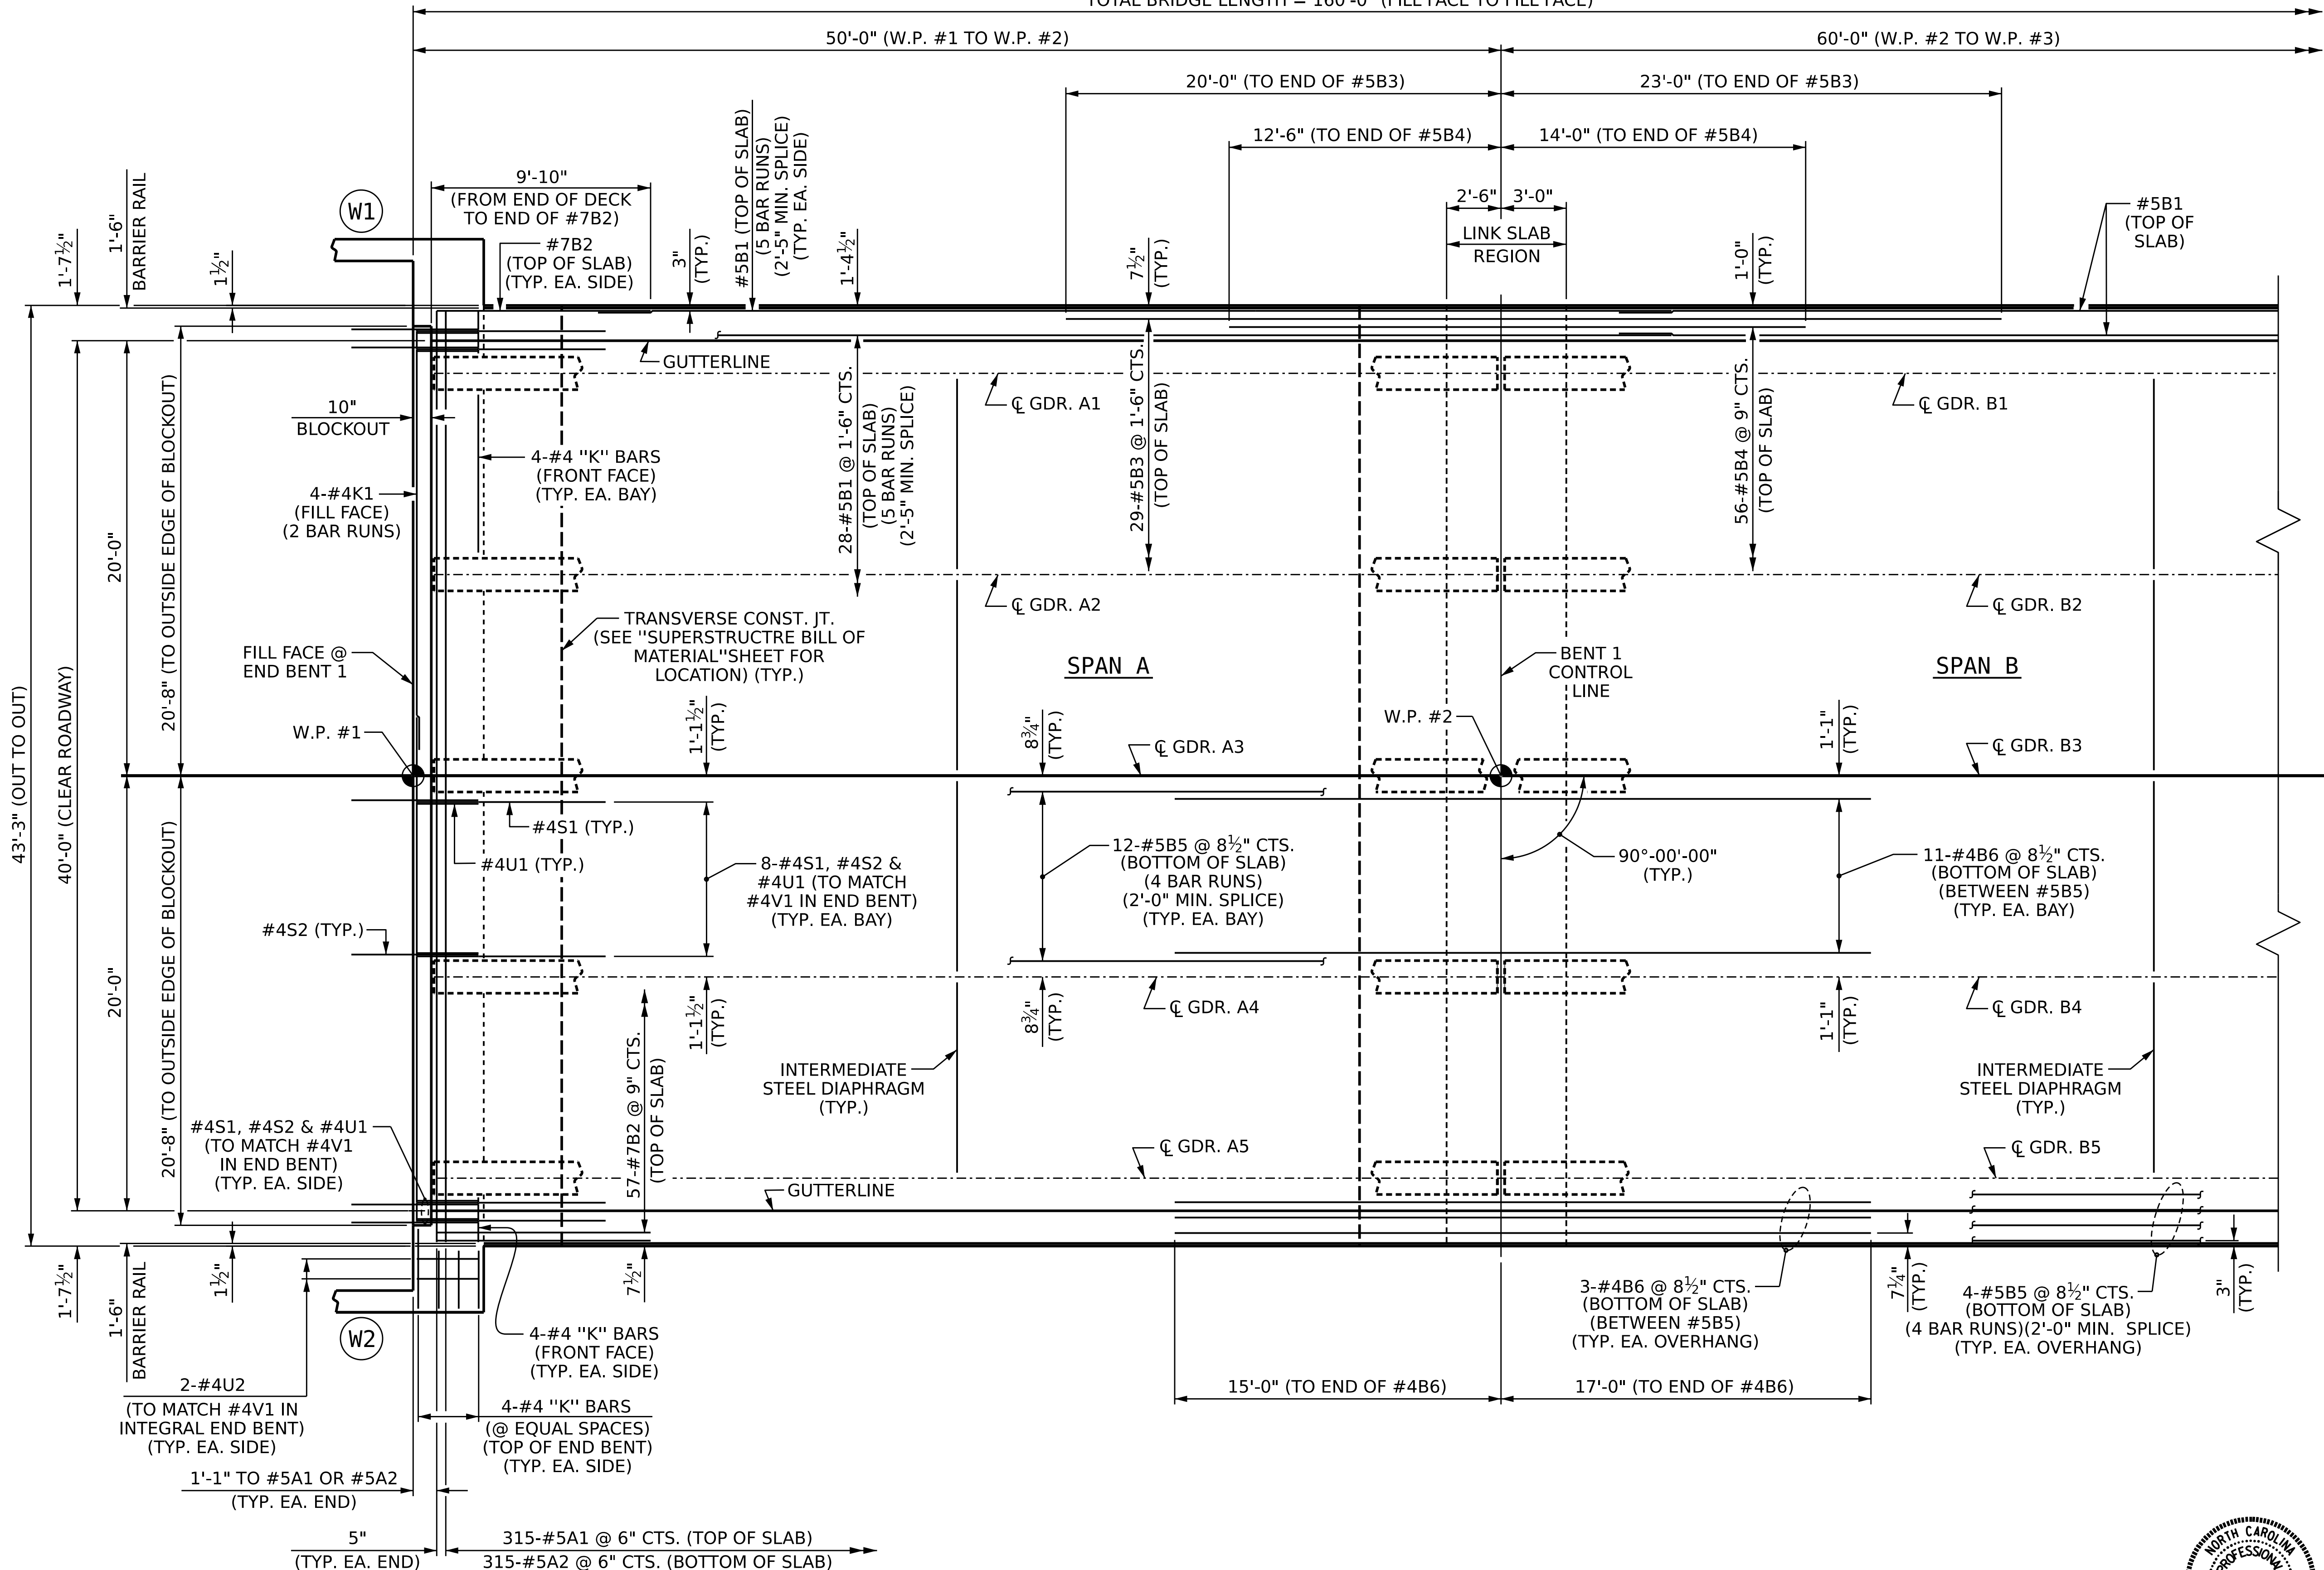 TOTAL BRIDGE LENGTH = 160'-0" (FILL FACE TO FILL FACE)
50'-0" (W.P. #1 TO W.P. #2)
60'-0" (W.P. #2 TO W.P. #3)
20'-0" (TO END OF #5B3)
23'-0" (TO END OF #5B3)
12'-6" (TO END OF #5B4)
14'-0" (TO END OF #5B4)
2'-6"
3'-0"
LINK SLAB
REGION
#5B1
(TOP OF
SLAB)
W1
9'-10"
(FROM END OF DECK
TO END OF #7B2)
#7B2
(TOP OF SLAB)
(TYP. EA. SIDE)
#5B1 (TOP OF SLAB)
(5 BAR RUNS)
(2'-5" MIN. SPLICE)
(TYP. EA. SIDE)
1'-7½"
1'-6"
BARRIER RAIL
1½"
3"
(TYP.)
1'-4½"
7½"
(TYP.)
1'-0"
(TYP.)
GUTTERLINE
10"
BLOCKOUT
4-#4 ''K'' BARS
(FRONT FACE)
(TYP. EA. BAY)
4-#4K1
(FILL FACE)
(2 BAR RUNS)
28-#5B1 @ 1'-6" CTS.
(TOP OF SLAB)
(5 BAR RUNS)
(2'-5" MIN. SPLICE)
29-#5B3 @ 1'-6" CTS.
(TOP OF SLAB)
56-#5B4 @ 9" CTS.
(TOP OF SLAB)
℄ GDR. A1
℄ GDR. B1
℄ GDR. A2
℄ GDR. B2
43'-3" (OUT TO OUT)
40'-0" (CLEAR ROADWAY)
20'-0"
20'-8" (TO OUTSIDE EDGE OF BLOCKOUT)
FILL FACE @
END BENT 1
TRANSVERSE CONST. JT.
(SEE ''SUPERSTRUCTRE BILL OF
MATERIAL''SHEET FOR
LOCATION) (TYP.)
SPAN A
SPAN B
BENT 1
CONTROL
LINE
W.P. #1
W.P. #2
1'-1½"
(TYP.)
8¾"
(TYP.)
1'-1"
(TYP.)
℄ GDR. A3
℄ GDR. B3
#4S1 (TYP.)
#4U1 (TYP.)
#4S2 (TYP.)
8-#4S1, #4S2 &
#4U1 (TO MATCH
#4V1 IN END BENT)
(TYP. EA. BAY)
12-#5B5 @ 8½" CTS.
(BOTTOM OF SLAB)
(4 BAR RUNS)
(2'-0" MIN. SPLICE)
(TYP. EA. BAY)
90°-00'-00"
(TYP.)
11-#4B6 @ 8½" CTS.
(BOTTOM OF SLAB)
(BETWEEN #5B5)
(TYP. EA. BAY)
20'-0"
20'-8" (TO OUTSIDE EDGE OF BLOCKOUT)
1'-1½"
(TYP.)
8¾"
(TYP.)
1'-1"
(TYP.)
℄ GDR. A4
℄ GDR. B4
57-#7B2 @ 9" CTS.
(TOP OF SLAB)
INTERMEDIATE
STEEL DIAPHRAGM
(TYP.)
INTERMEDIATE
STEEL DIAPHRAGM
(TYP.)
#4S1, #4S2 & #4U1
(TO MATCH #4V1
IN END BENT)
(TYP. EA. SIDE)
℄ GDR. A5
℄ GDR. B5
GUTTERLINE
1'-7½"
1'-6"
BARRIER RAIL
1½"
7½"
W2
3-#4B6 @ 8½" CTS.
(BOTTOM OF SLAB)
(BETWEEN #5B5)
(TYP. EA. OVERHANG)
7¼"
(TYP.)
4-#5B5 @ 8½" CTS.
(BOTTOM OF SLAB)
(4 BAR RUNS)(2'-0" MIN. SPLICE)
(TYP. EA. OVERHANG)
3"
(TYP.)
4-#4 ''K'' BARS
(FRONT FACE)
(TYP. EA. SIDE)
2-#4U2
(TO MATCH #4V1 IN
INTEGRAL END BENT)
(TYP. EA. SIDE)
4-#4 ''K'' BARS
(@ EQUAL SPACES)
(TOP OF END BENT)
(TYP. EA. SIDE)
15'-0" (TO END OF #4B6)
17'-0" (TO END OF #4B6)
1'-1" TO #5A1 OR #5A2
(TYP. EA. END)
5"
(TYP. EA. END)
315-#5A1 @ 6" CTS. (TOP OF SLAB)
315-#5A2 @ 6" CTS. (BOTTOM OF SLAB)
NORTH CAROLINA
PROFESSIONAL